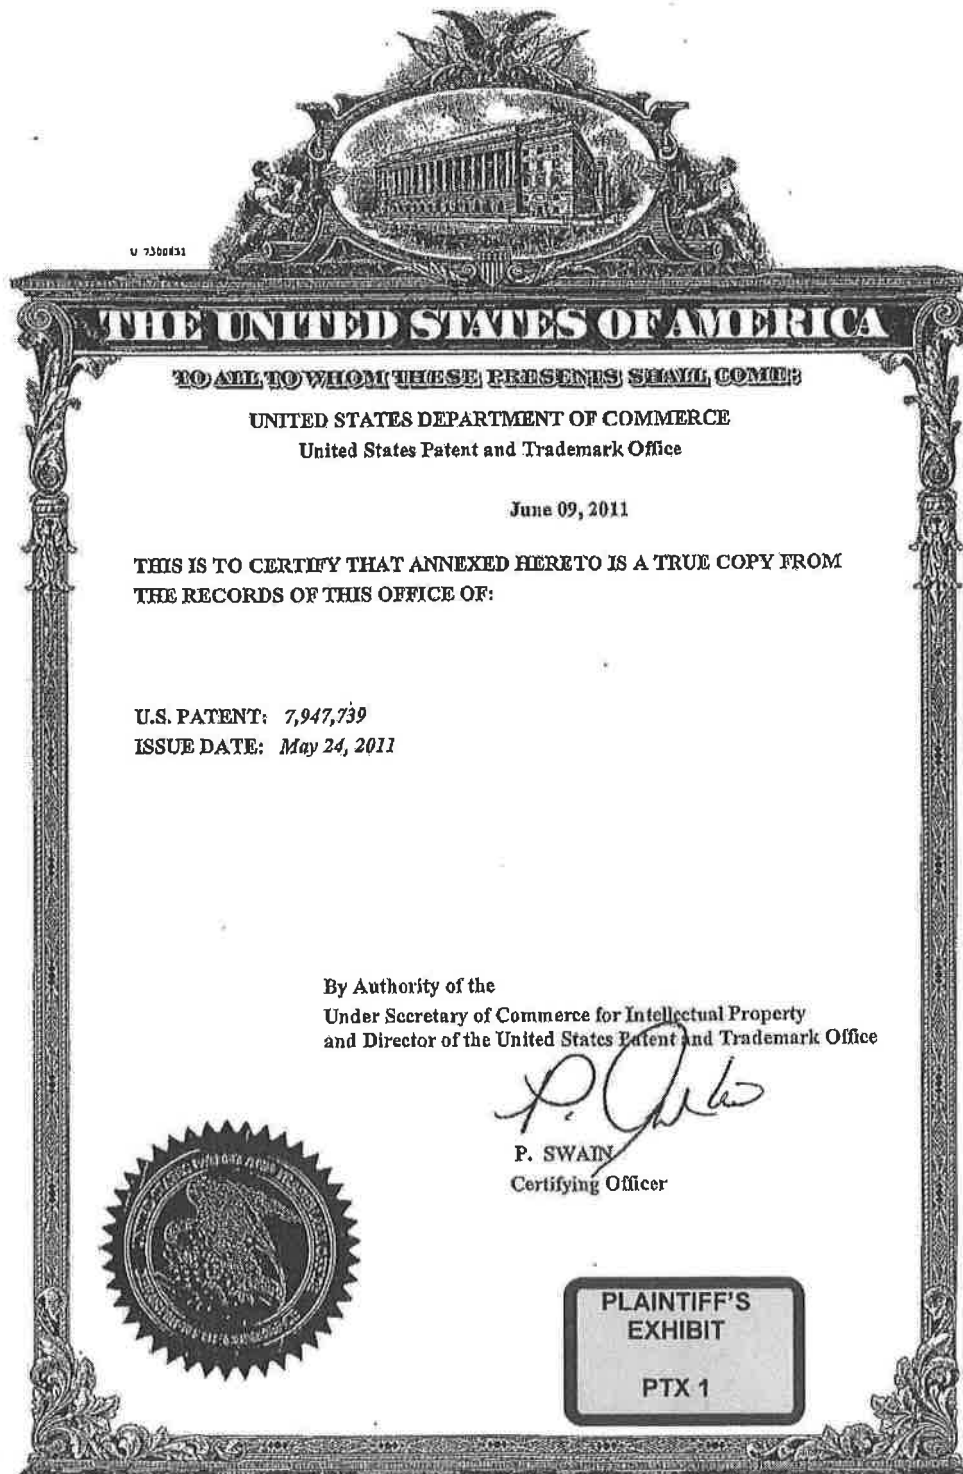 THE UNITED STATES OF AMERICA
TO ALL TO WHOM THESE PRESENTS SHALL COME:
UNITED STATES DEPARTMENT OF COMMERCE
United States Patent and Trademark Office
June 09, 2011
THIS IS TO CERTIFY THAT ANNEXED HERETO IS A TRUE COPY FROM
THE RECORDS OF THIS OFFICE OF:
U.S. PATENT: 7,947,739
ISSUE DATE: May 24, 2011
By Authority of the
Under Secretary of Commerce for Intellectual Property
and Director of the United States Patent and Trademark Office
P. SWAIN
Certifying Officer
PLAINTIFF'S
EXHIBIT
PTX 1